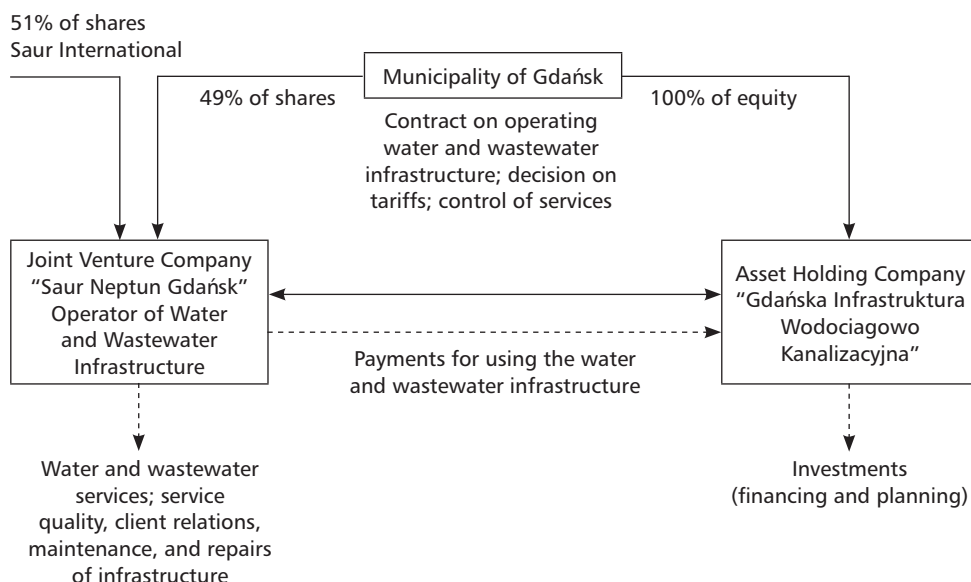 51% of shares
Saur International
Municipality of Gdańsk
49% of shares
100% of equity
Contract on operating
water and wastewater
infrastructure; decision on
tariffs; control of services
Joint Venture Company
“Saur Neptun Gdańsk”
Operator of Water
and Wastewater
Infrastructure
Asset Holding Company
“Gdańska Infrastruktura
Wodociagowo
Kanalizacyjna”
Payments for using the water
and wastewater infrastructure
Water and wastewater
services; service
quality, client relations,
maintenance, and repairs
of infrastructure
Investments
(financing and planning)